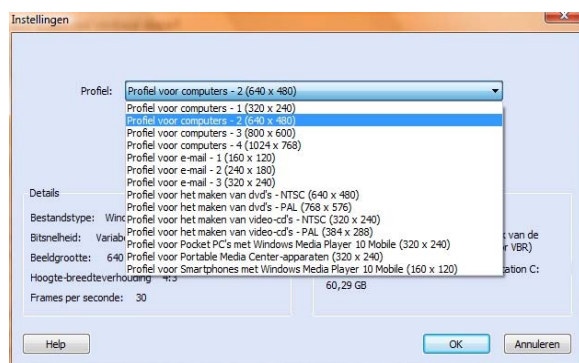 Instellingen
Profiel: Profiel voor computers - 2 (640 x 480)
Profiel voor computers - 1 (320 x 240)
Profiel voor computers - 2 (640 x 480)
Profiel voor computers - 3 (800 x 600)
Profiel voor computers - 4 (1024 x 768)
Profiel voor e-mail - 1 (160 x 120)
Profiel voor e-mail - 2 (240 x 180)
Profiel voor e-mail - 3 (320 x 240)
Profiel voor het maken van dvd's - NTSC (640 x 480)
Profiel voor het maken van dvd's - PAL (768 x 576)
Profiel voor het maken van video-cd's - NTSC (320 x 240)
Profiel voor het maken van video-cd's - PAL (384 x 288)
Profiel voor Pocket PC's met Windows Media Player 10 Mobile (320 x 240)
Profiel voor Portable Media Center-apparaten (320 x 240)
Profiel voor Smartphones met Windows Media Player 10 Mobile (160 x 120)
Details
Bestandstype: Winc
Bitsnelheid: Variab
van de
r VBR)
Beeldgrootte: 640
tation C:
Hoogte-breedteverhouding 4:3
60,29 GB
Frames per seconde: 30
Help
OK
Annuleren